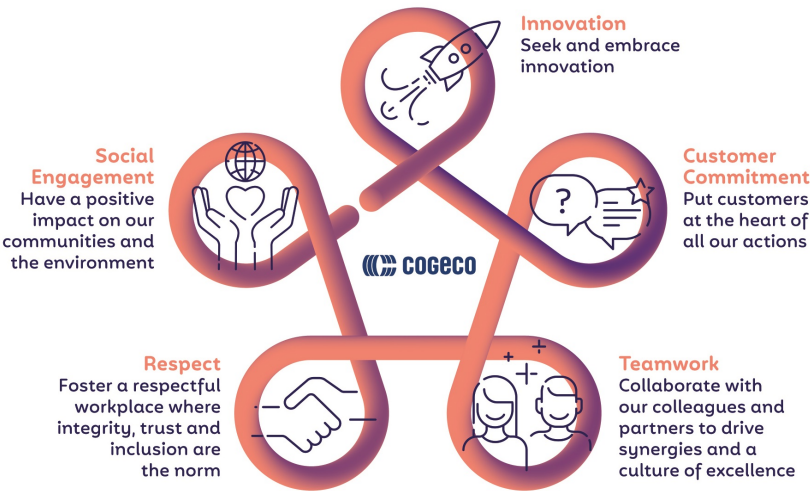 Innovation
Seek and embrace
innovation
Social
Engagement
Have a positive
impact on our
communities and
the environment
Customer
Commitment
Put customers
at the heart of
all our actions
?
cogeco
Respect
Foster a respectful
workplace where
integrity, trust and
inclusion are
the norm
Teamwork
Collaborate with
our colleagues and
partners to drive
synergies and a
culture of excellence